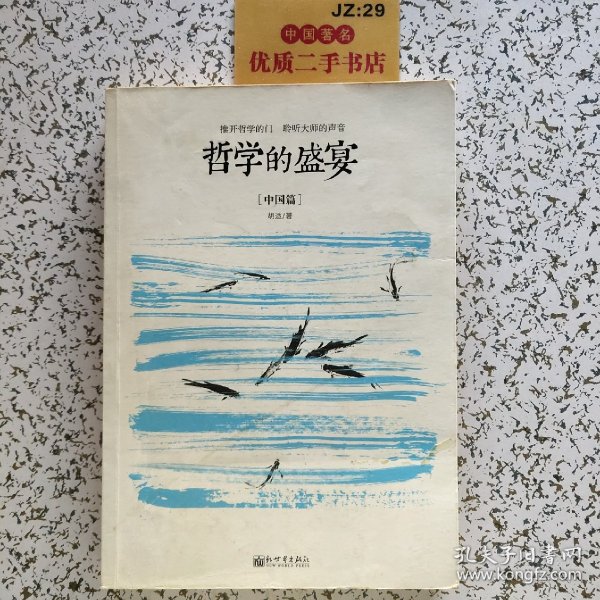 JZ:29
中国著名
优质二手书店
推开哲学的门 聆听大师的声音
哲学的盛宴
[中国篇]
胡适/著
新世界出版社
NEW WORLD PRESS
孔夫子旧书网
www.kongfz.com